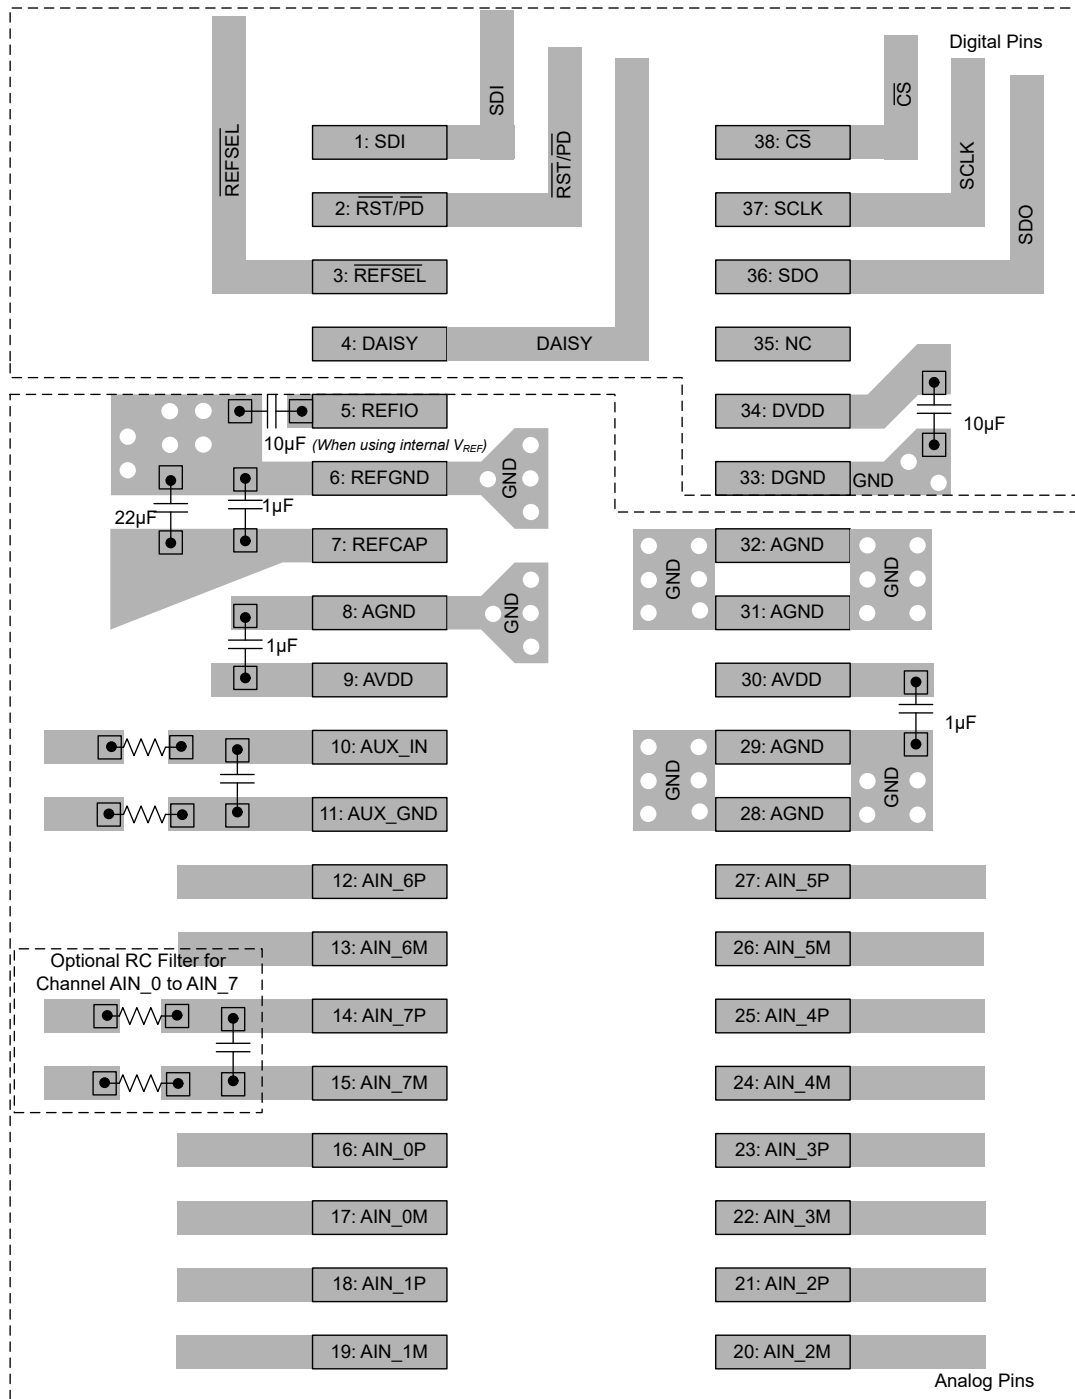 Digital Pins
SDI
CS
REFSEL
RST/PD
SCLK
SDO
1: SDI
38: CS
2: RST/PD
37: SCLK
3: REFSEL
36: SDO
4: DAISY
DAISY
35: NC
5: REFIO
34: DVDD
10µF
10µF (When using internal VREF)
6: REFGND
GND
33: DGND
GND
22µF
1µF
7: REFCAP
32: AGND
GND
GND
8: AGND
GND
31: AGND
1µF
9: AVDD
30: AVDD
1µF
10: AUX_IN
29: AGND
GND
GND
11: AUX_GND
28: AGND
12: AIN_6P
27: AIN_5P
13: AIN_6M
26: AIN_5M
Optional RC Filter for
Channel AIN_0 to AIN_7
14: AIN_7P
25: AIN_4P
15: AIN_7M
24: AIN_4M
16: AIN_0P
23: AIN_3P
17: AIN_0M
22: AIN_3M
18: AIN_1P
21: AIN_2P
19: AIN_1M
20: AIN_2M
Analog Pins